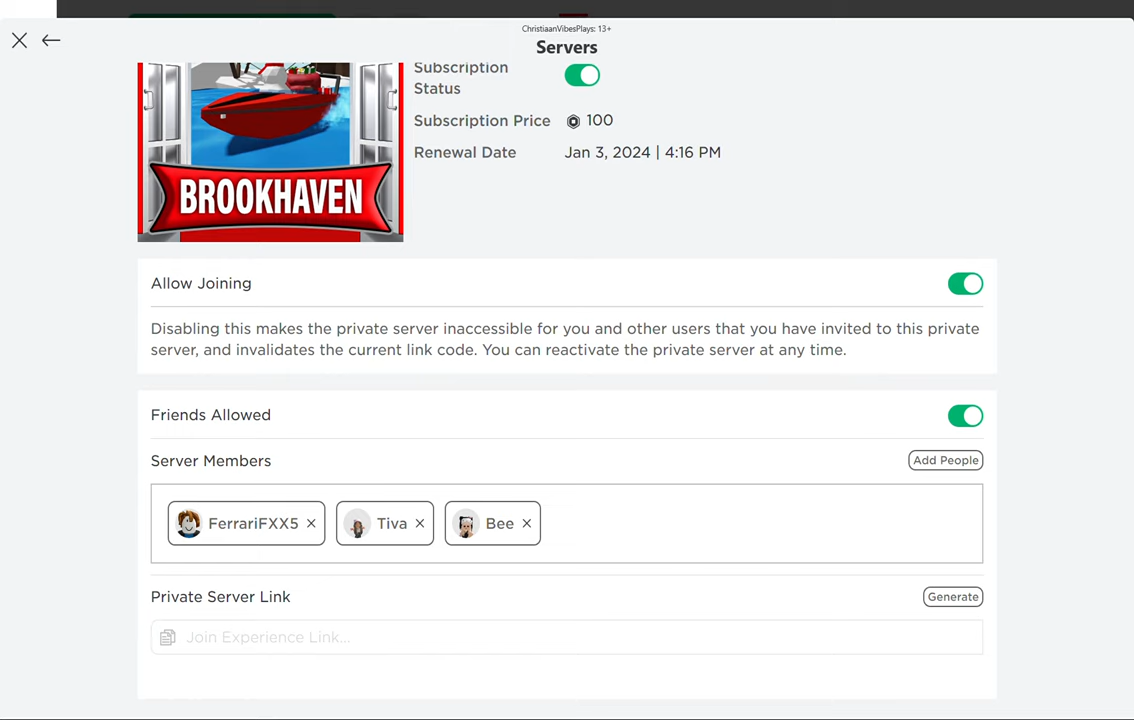 ChristiaanVibesPlays: 13+
Servers
Subscription
Status
Subscription Price 100
Renewal Date Jan 3, 2024 | 4:16 PM
BROOKHAVEN
Allow Joining
Disabling this makes the private server inaccessible for you and other users that you have invited to this private
server, and invalidates the current link code. You can reactivate the private server at any time.
Friends Allowed
Server Members Add People
FerrariFXX5 × Tiva × Bee ×
Private Server Link Generate
Join Experience Link...